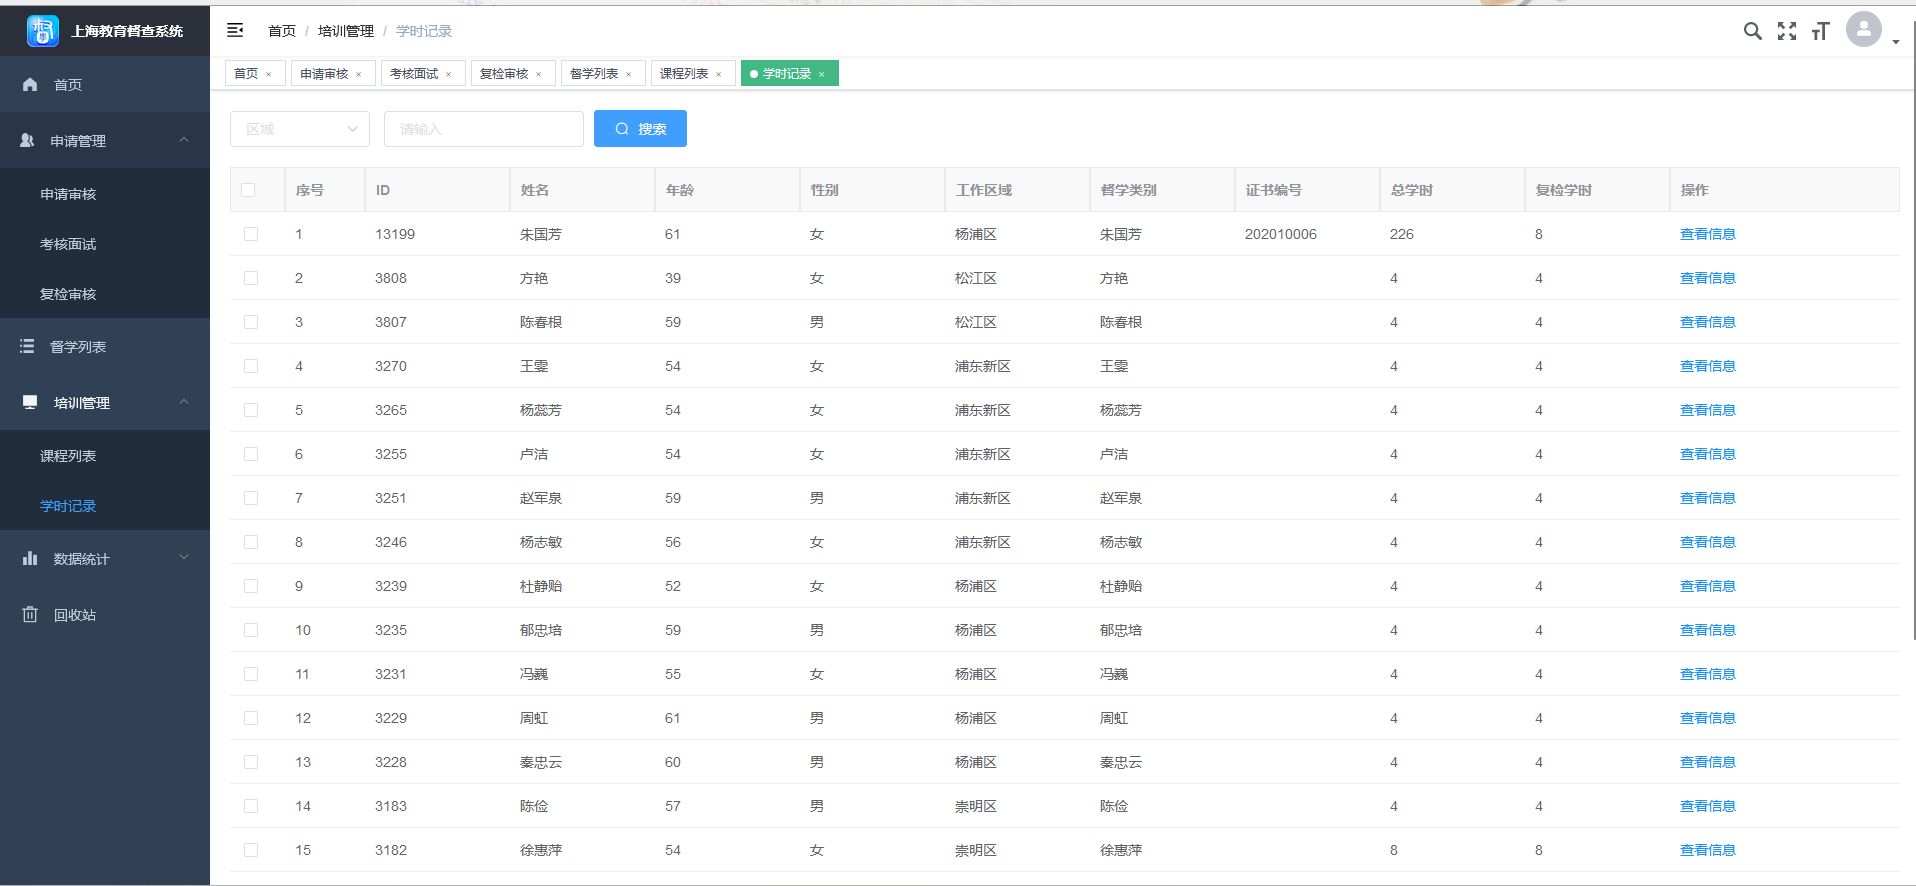 上海教育督查系统
首页 / 培训管理 / 学时记录
首页 × 申请审核 × 考核面试 × 复检审核 × 督学列表 × 课程列表 × 学时记录 ×
首页
申请管理
申请审核
考核面试
复检审核
督学列表
培训管理
课程列表
学时记录
数据统计
回收站
区域 请输入 搜索
序号 ID 姓名 年龄 性别 工作区域 督学类别 证书编号 总学时 复检学时 操作
1 13199 朱国芳 61 女 杨浦区 朱国芳 202010006 226 8 查看信息
2 3808 方艳 39 女 松江区 方艳 4 4 查看信息
3 3807 陈春根 59 男 松江区 陈春根 4 4 查看信息
4 3270 王雯 54 女 浦东新区 王雯 4 4 查看信息
5 3265 杨蕊芳 54 女 浦东新区 杨蕊芳 4 4 查看信息
6 3255 卢洁 54 女 浦东新区 卢洁 4 4 查看信息
7 3251 赵军泉 59 男 浦东新区 赵军泉 4 4 查看信息
8 3246 杨志敏 56 女 浦东新区 杨志敏 4 4 查看信息
9 3239 杜静贻 52 女 杨浦区 杜静贻 4 4 查看信息
10 3235 郁忠培 59 男 杨浦区 郁忠培 4 4 查看信息
11 3231 冯巍 55 女 杨浦区 冯巍 4 4 查看信息
12 3229 周虹 61 男 杨浦区 周虹 4 4 查看信息
13 3228 秦忠云 60 男 杨浦区 秦忠云 4 4 查看信息
14 3183 陈俭 57 男 崇明区 陈俭 4 4 查看信息
15 3182 徐惠萍 54 女 崇明区 徐惠萍 8 8 查看信息